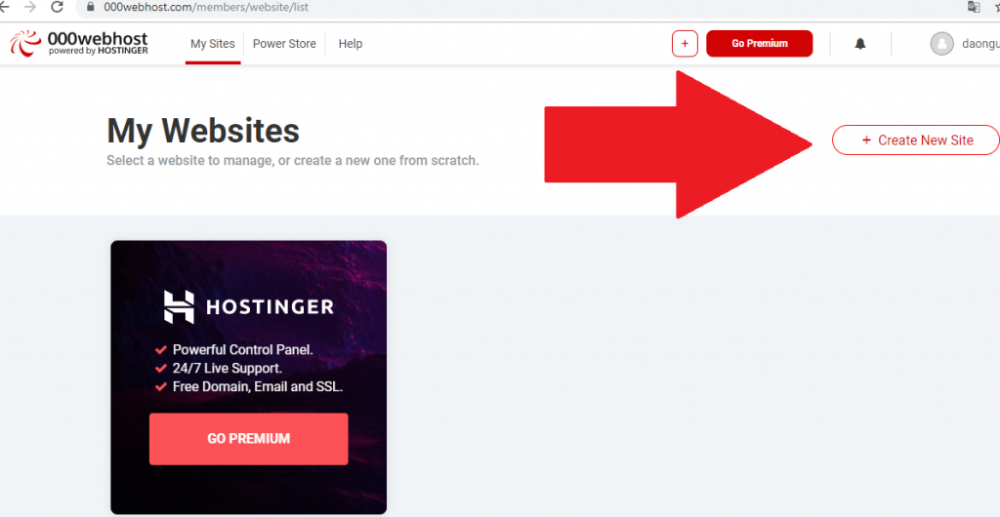 000webhost.com/members/website/list
000webhost
powered by HOSTINGER
My Sites
Power Store
Help
+
Go Premium
daongu
My Websites
+ Create New Site
Select a website to manage, or create a new one from scratch.
HOSTINGER
Powerful Control Panel.
24/7 Live Support.
Free Domain, Email and SSL.
GO PREMIUM